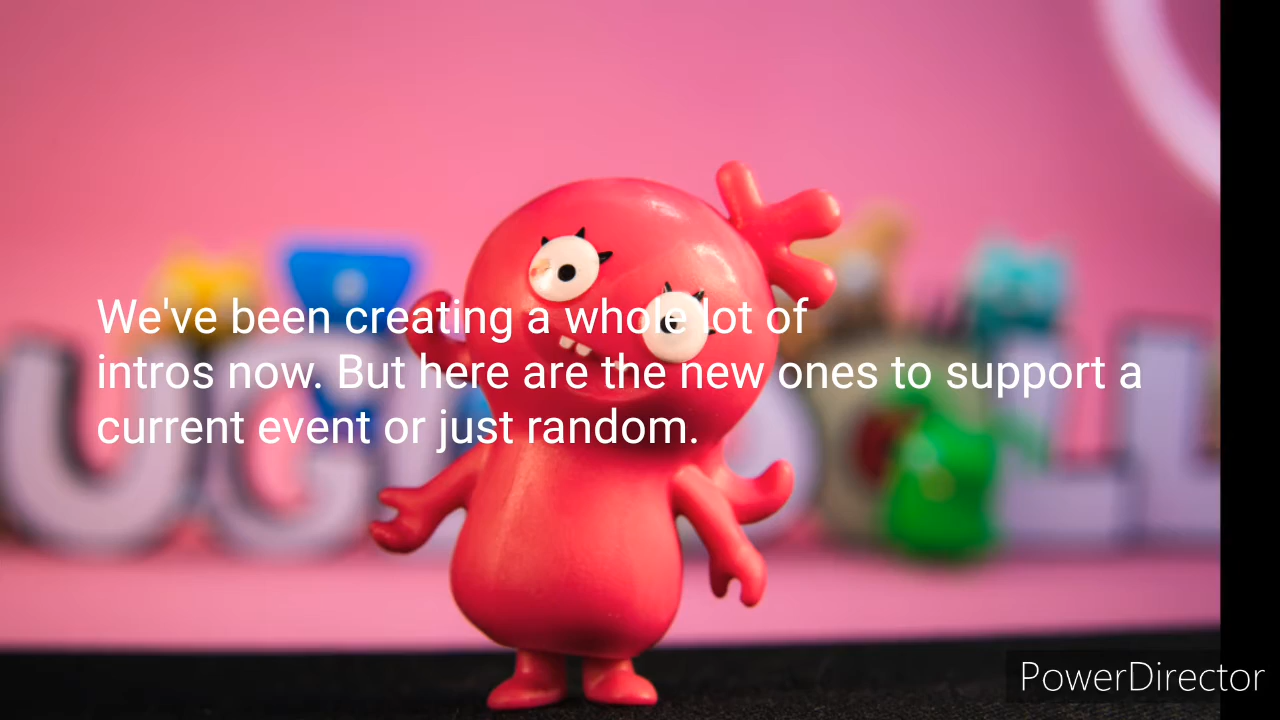 We've been creating a whole lot of
intros now. But here are the new ones to support a
current event or just random.
UGLYDOLL
PowerDirector